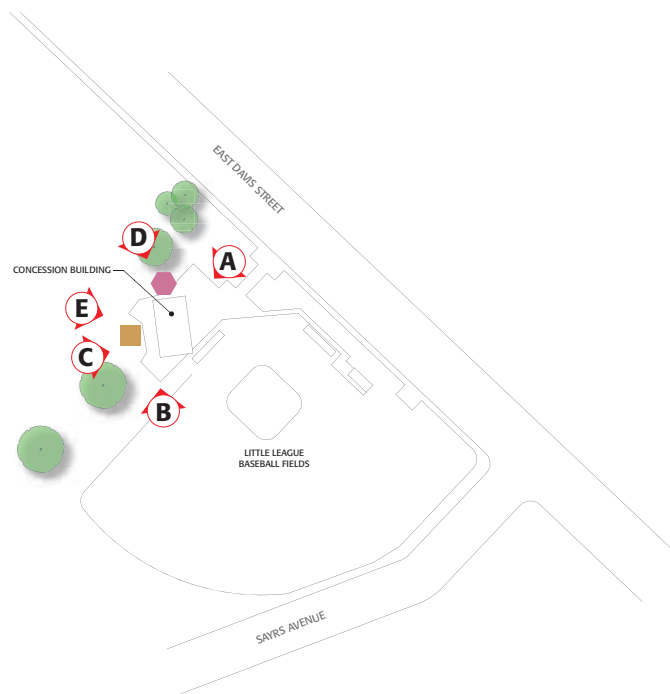 EAST DAVIS STREET
D
A
CONCESSION BUILDING
E
C
B
LITTLE LEAGUE
BASEBALL FIELDS
SAYRS AVENUE